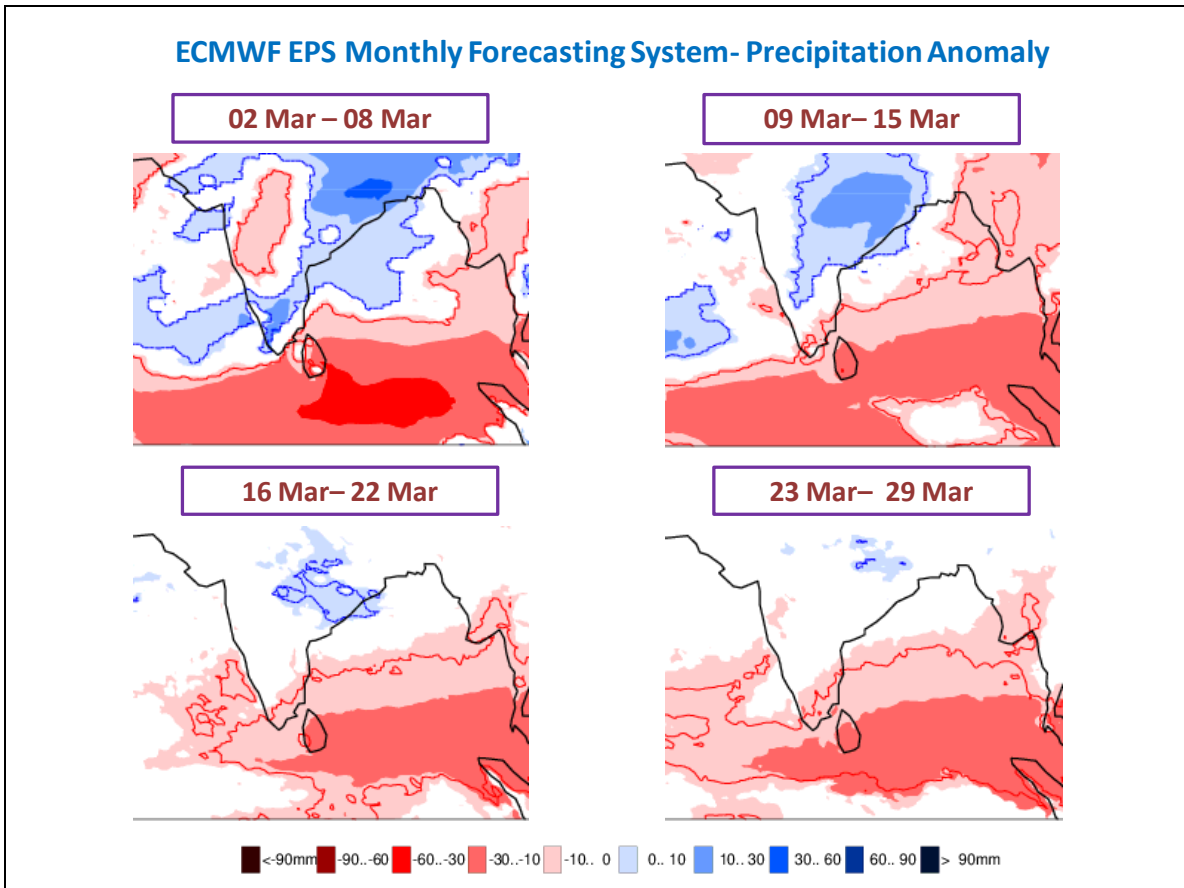 ECMWF EPS Monthly Forecasting System- Precipitation Anomaly
02 Mar – 08 Mar
09 Mar– 15 Mar
16 Mar– 22 Mar
23 Mar– 29 Mar
<-90mm -90..-60 -60..-30 -30..-10 -10.. 0 0.. 10 10.. 30 30.. 60 60.. 90 > 90mm